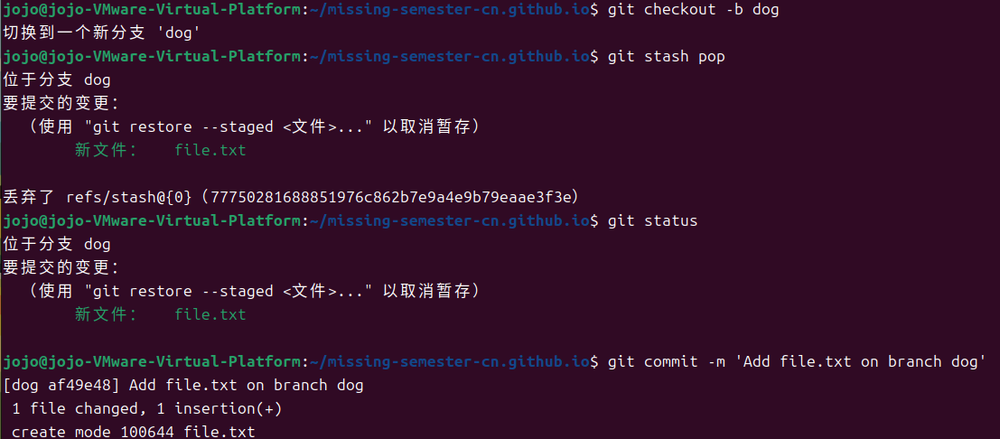 jojo@jojo-VMware-Virtual-Platform:~/missing-semester-cn.github.io$ git checkout -b dog
切换到一个新分支 'dog'
jojo@jojo-VMware-Virtual-Platform:~/missing-semester-cn.github.io$ git stash pop
位于分支 dog
要提交的变更：
  （使用 "git restore --staged <文件>..." 以取消暂存）
        新文件：   file.txt

丢弃了 refs/stash@{0}（77750281688851976c862b7e9a4e9b79eaae3f3e）
jojo@jojo-VMware-Virtual-Platform:~/missing-semester-cn.github.io$ git status
位于分支 dog
要提交的变更：
  （使用 "git restore --staged <文件>..." 以取消暂存）
        新文件：   file.txt

jojo@jojo-VMware-Virtual-Platform:~/missing-semester-cn.github.io$ git commit -m 'Add file.txt on branch dog'
[dog af49e48] Add file.txt on branch dog
 1 file changed, 1 insertion(+)
 create mode 100644 file.txt